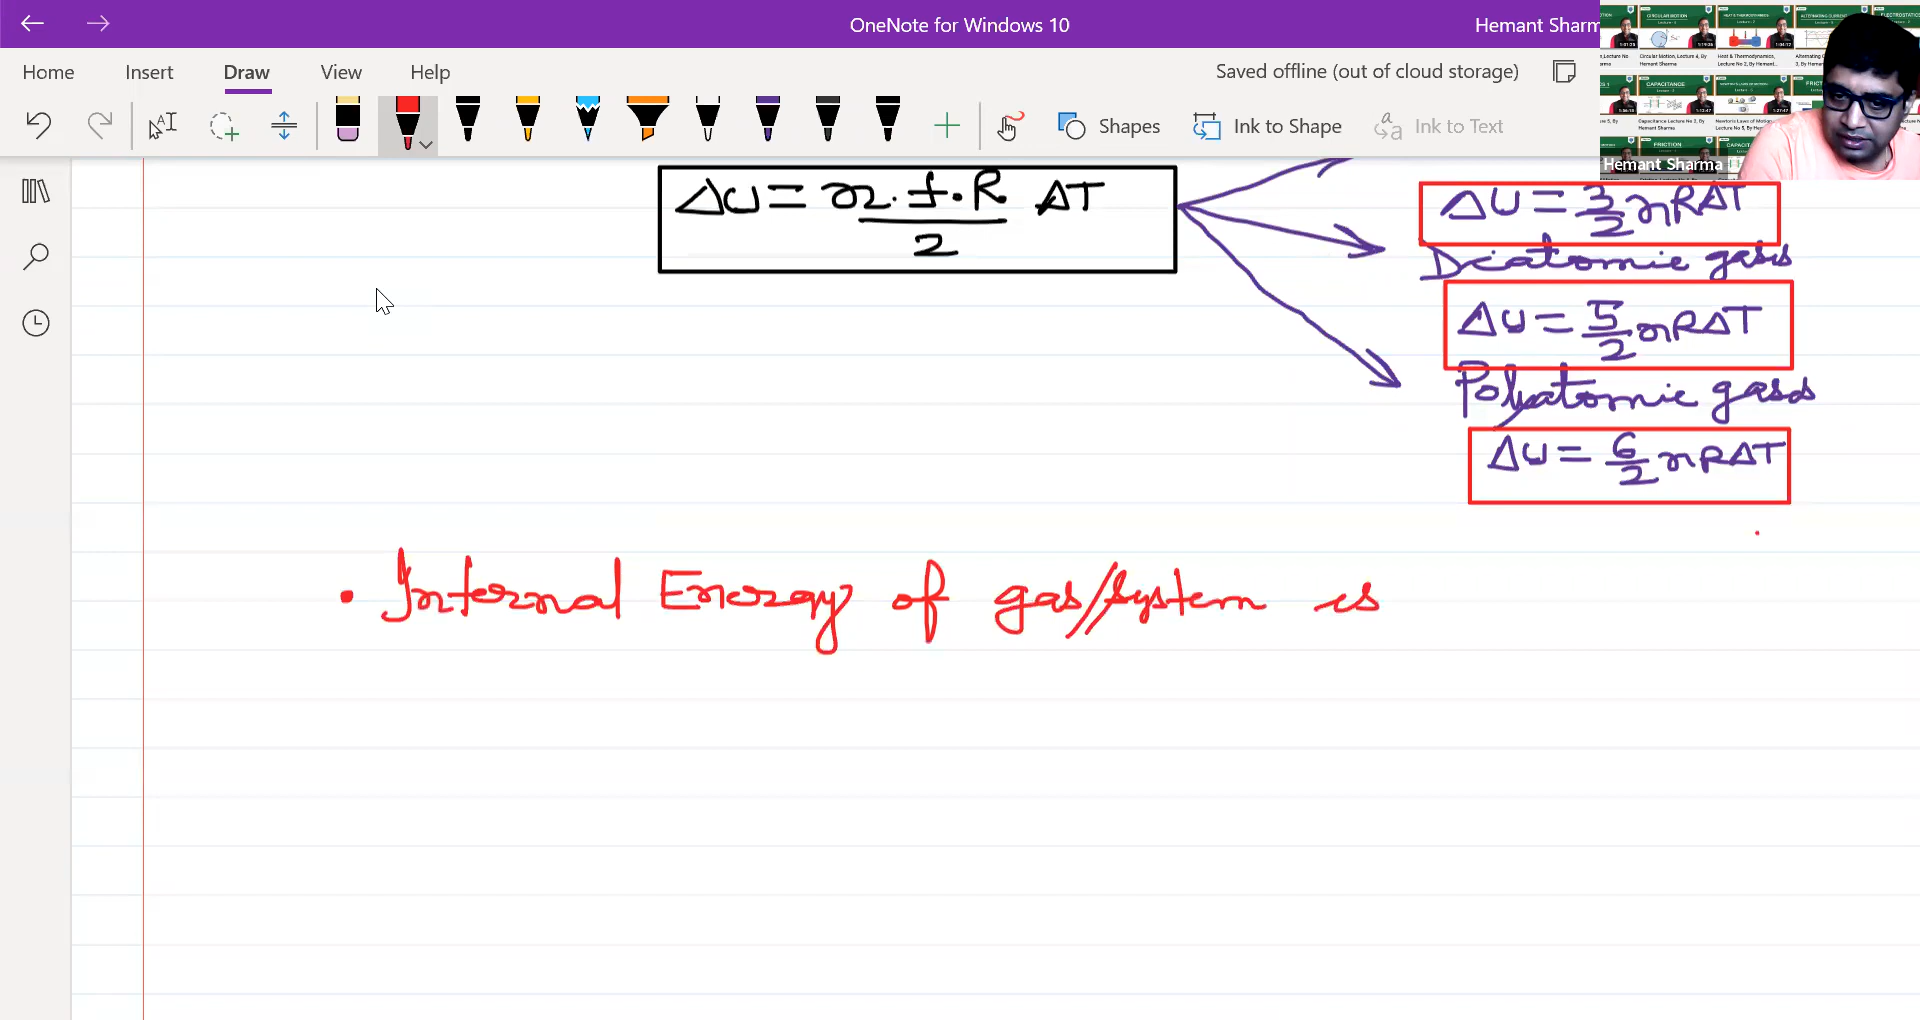 OneNote for Windows 10
Hemant Sharm
Home Insert Draw View Help
Saved offline (out of cloud storage)
Shapes Ink to Shape Ink to Text
Hemant Sharma
ΔU = n.f.R/2 ΔT
ΔU = 3/2 nRΔT
Diatomic gases
ΔU = 5/2 nRΔT
Polyatomic gases
ΔU = 6/2 nRΔT
• Internal Energy of gas//system is